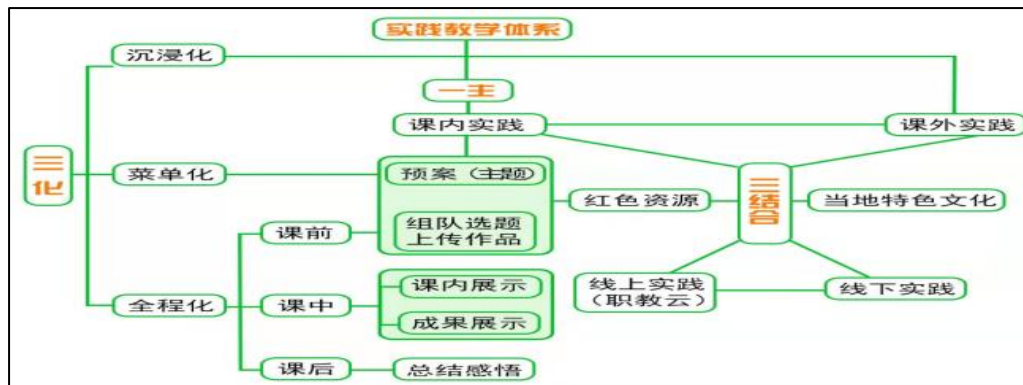 实践教学体系
沉浸化
一主
课内实践
课外实践
三化
菜单化
预案（主题）
红色资源
三结合
当地特色文化
课前
组队选题
上传作品
全程化
课中
课内展示
成果展示
线上实践
（职教云）
线下实践
课后
总结感悟